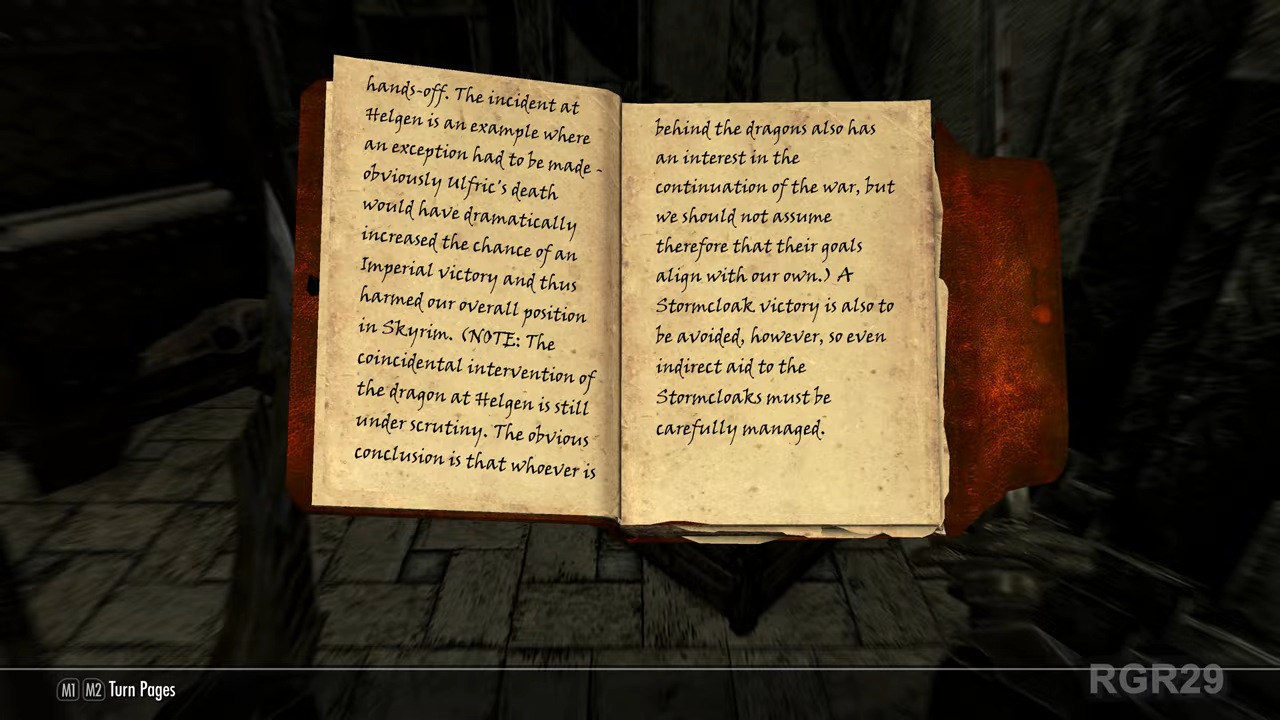 hands-off. The incident at
Helgen is an example where
an exception had to be made -
obviously Ulfric's death
would have dramatically
increased the chance of an
Imperial victory and thus
harmed our overall position
in Skyrim. (NOTE: The
coincidental intervention of
the dragon at Helgen is still
under scrutiny. The obvious
conclusion is that whoever is
behind the dragons also has
an interest in the
continuation of the war, but
we should not assume
therefore that their goals
align with our own.) A
Stormcloak victory is also to
be avoided, however, so even
indirect aid to the
Stormcloaks must be
carefully managed.
M1 M2 Turn Pages
RGR29